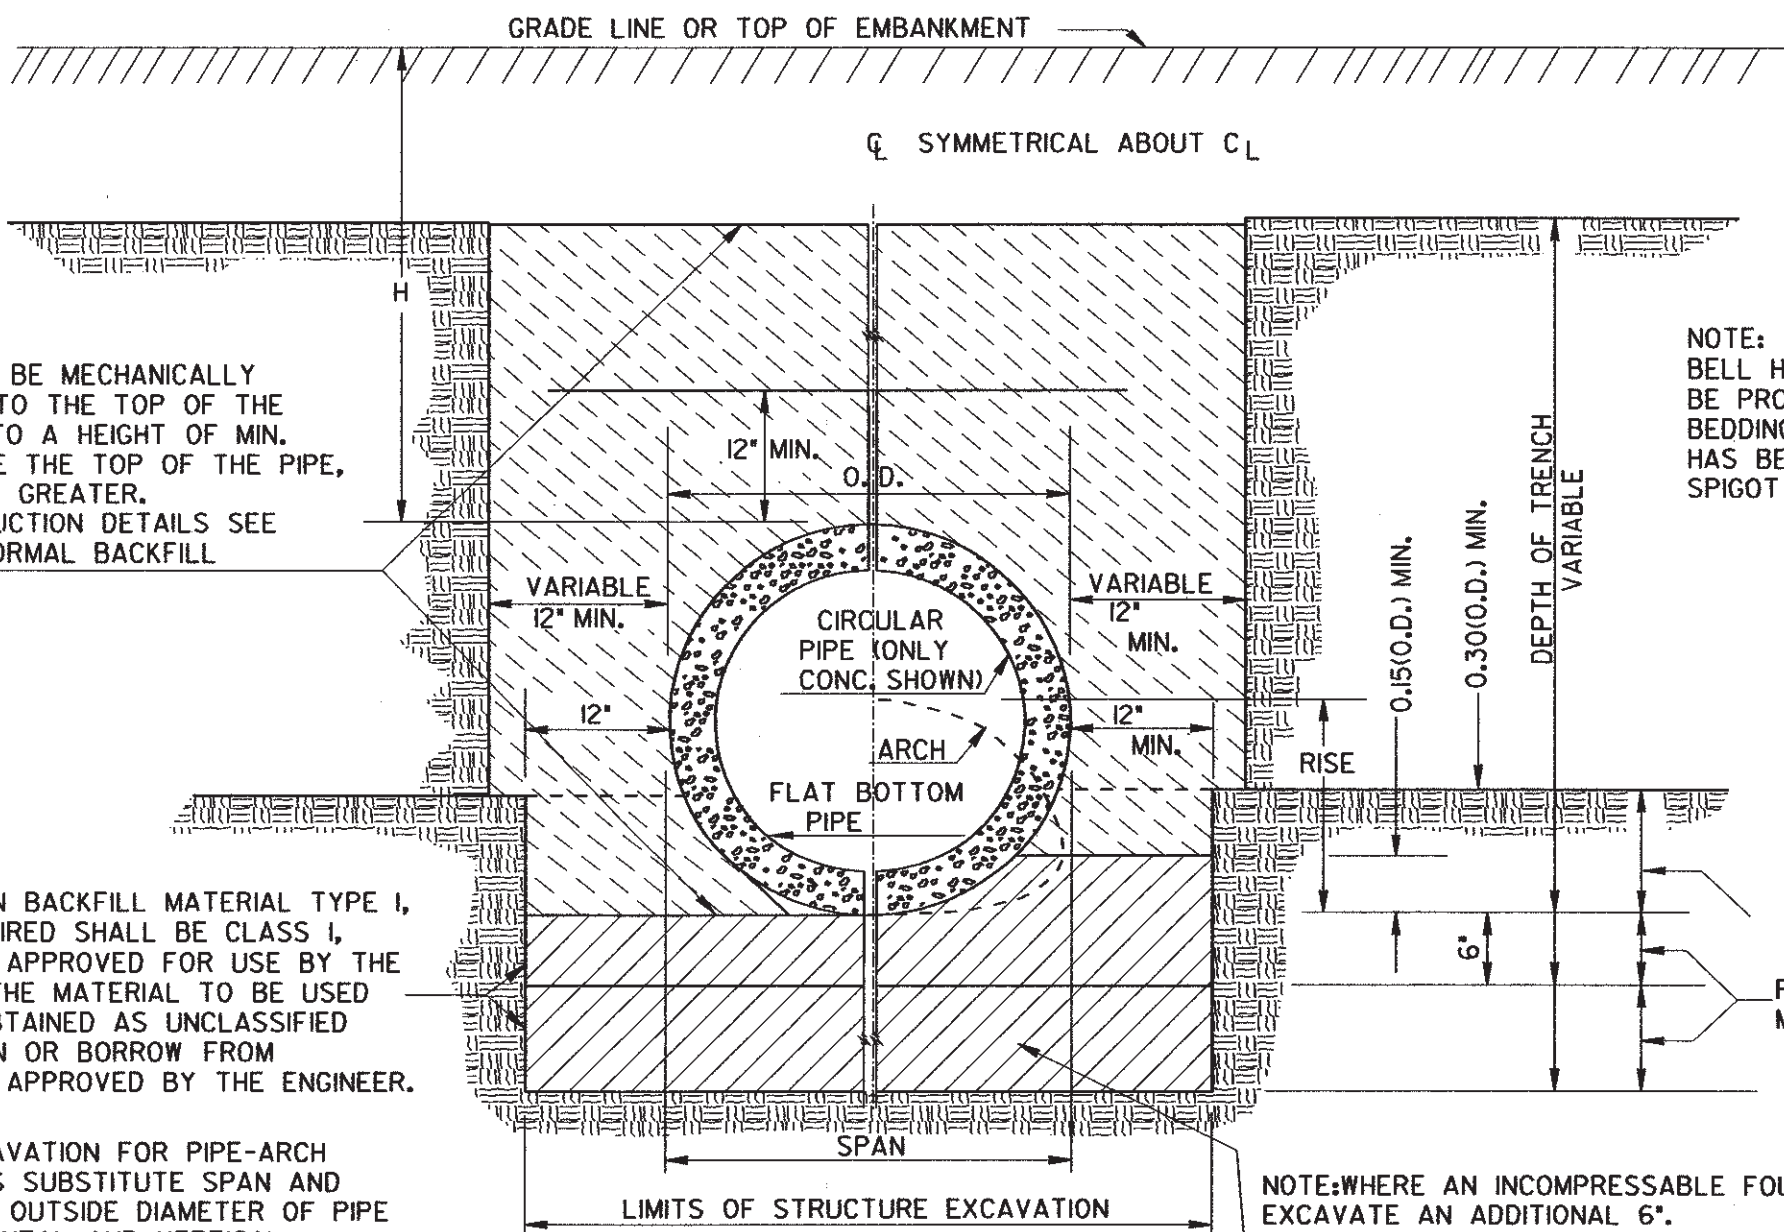 GRADE LINE OR TOP OF EMBANKMENT
C L SYMMETRICAL ABOUT C L
H
BE MECHANICALLY
TO THE TOP OF THE
TO A HEIGHT OF MIN.
E THE TOP OF THE PIPE,
GREATER.
UCTION DETAILS SEE
ORMAL BACKFILL
NOTE:
BELL H
BE PRO
BEDDING
HAS BE
SPIGOT
12" MIN.
O.D.
VARIABLE
12" MIN.
VARIABLE
12"
MIN.
CIRCULAR
PIPE (ONLY
CONC. SHOWN)
12"
ARCH
12"
MIN.
FLAT BOTTOM
PIPE
RISE
0.15(O.D.) MIN.
0.30(O.D.) MIN.
DEPTH OF TRENCH
VARIABLE
6"
N BACKFILL MATERIAL TYPE I,
IRED SHALL BE CLASS I,
APPROVED FOR USE BY THE
THE MATERIAL TO BE USED
BTAINED AS UNCLASSIFIED
N OR BORROW FROM
APPROVED BY THE ENGINEER.
F
M
AVATION FOR PIPE-ARCH
S SUBSTITUTE SPAN AND
OUTSIDE DIAMETER OF PIPE
SPAN
LIMITS OF STRUCTURE EXCAVATION
NOTE:WHERE AN INCOMPRESSABLE FOU
EXCAVATE AN ADDITIONAL 6".